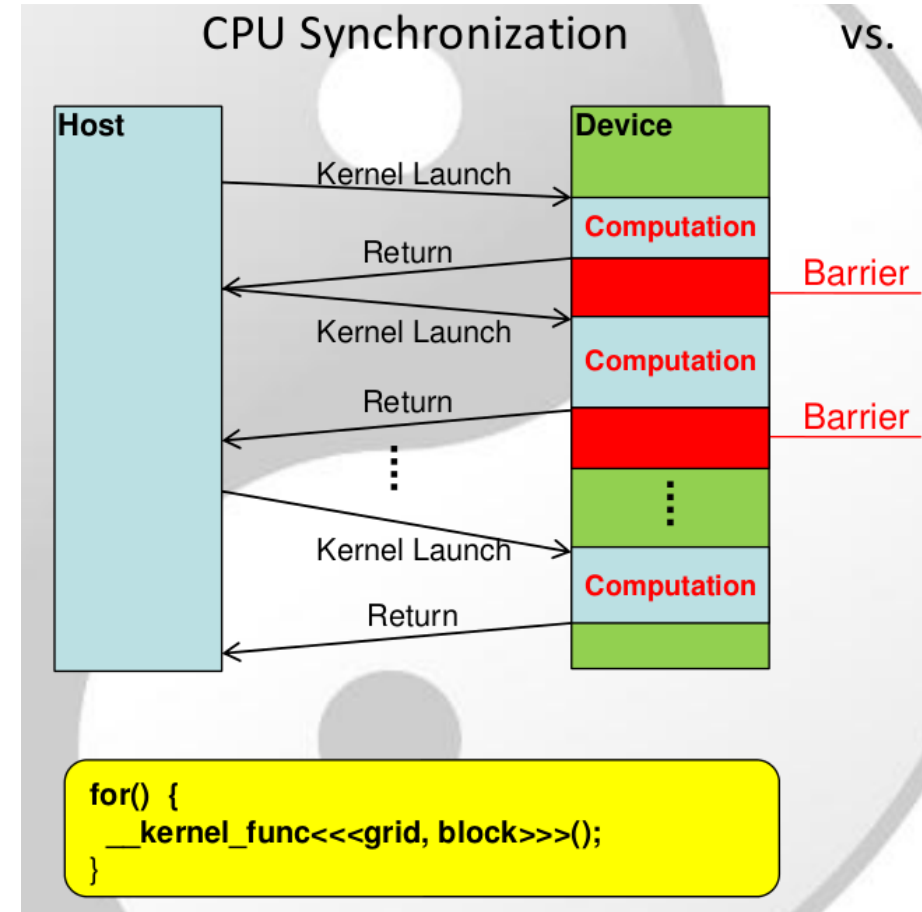 CPU Synchronization vs.
Host
Device
Kernel Launch
Computation
Return
Barrier
Kernel Launch
Computation
Return
Barrier
Kernel Launch
Computation
Return
for() {
__kernel_func<<<grid, block>>>();
}